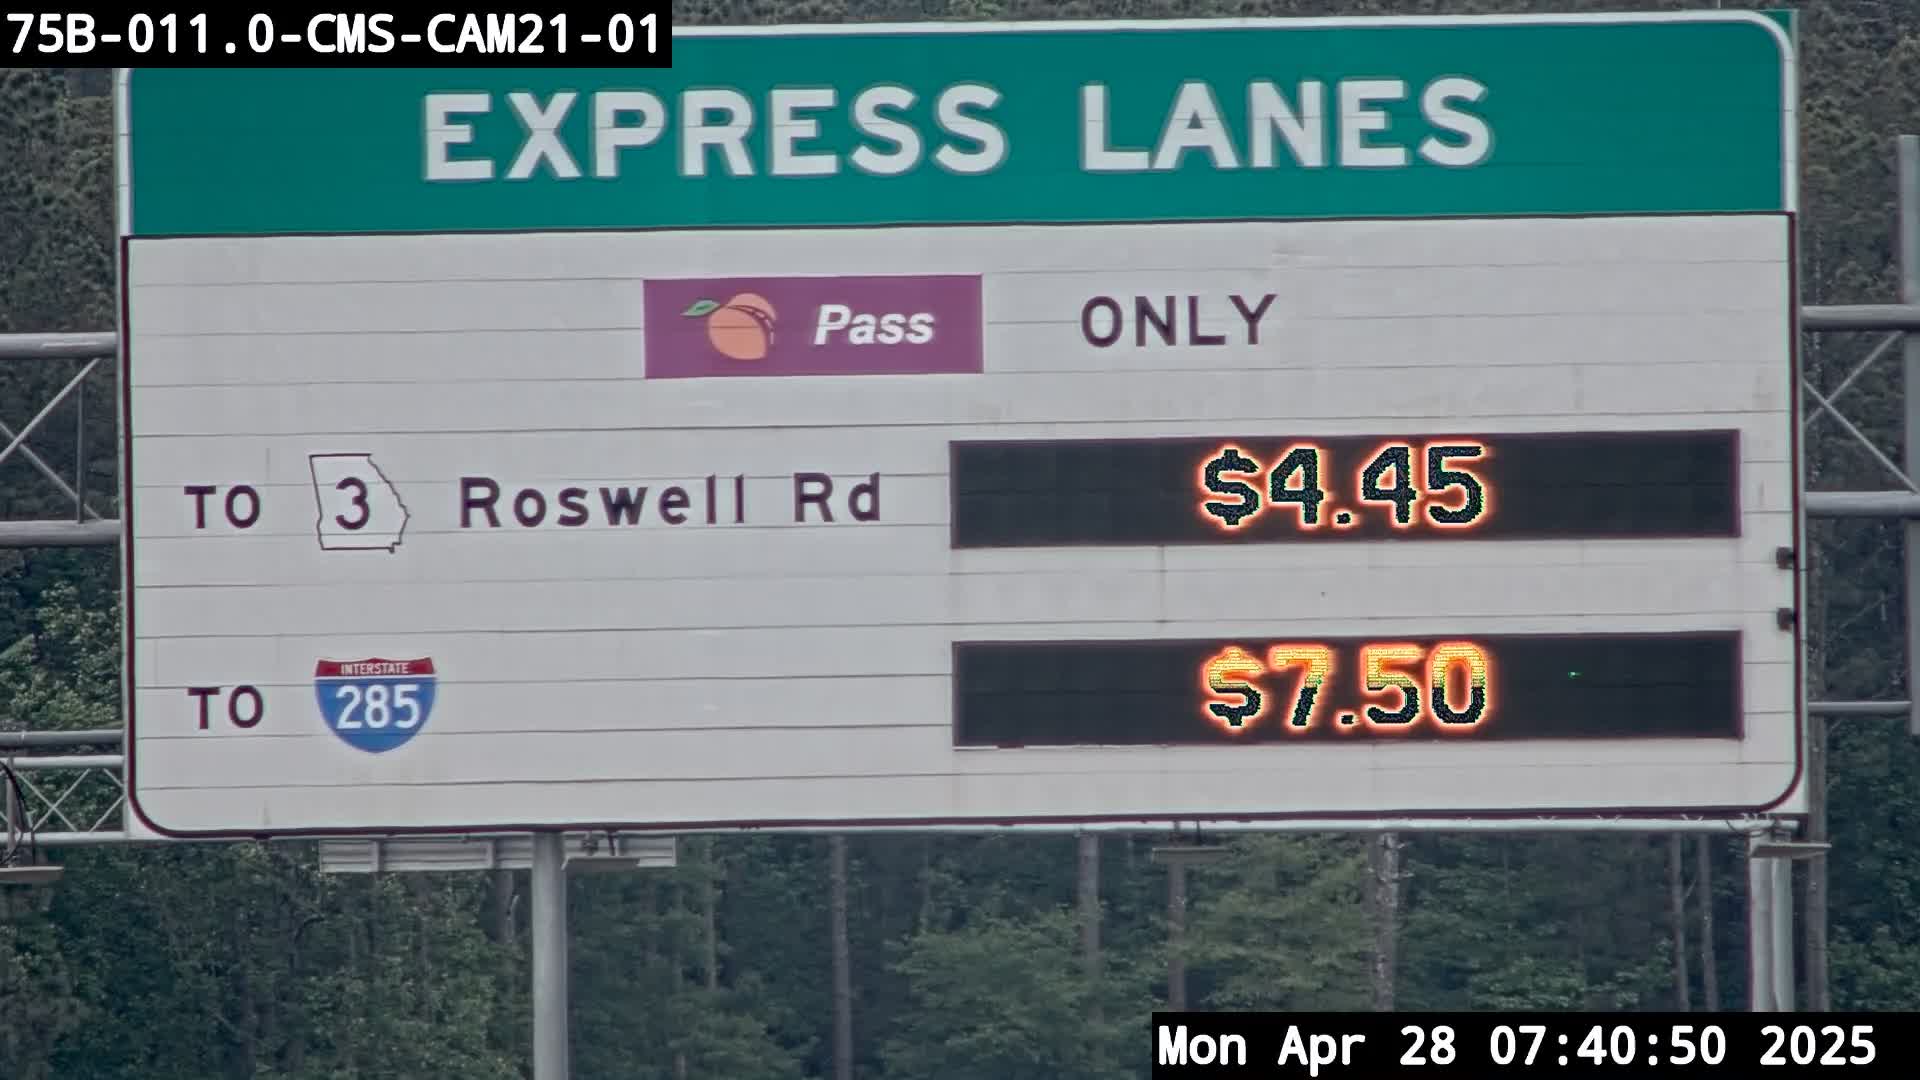 75B-011.0-CMS-CAM21-01
EXPRESS LANES
Pass ONLY
TO 3 Roswell Rd $4.45
TO INTERSTATE 285 $7.50
Mon Apr 28 07:40:50 2025